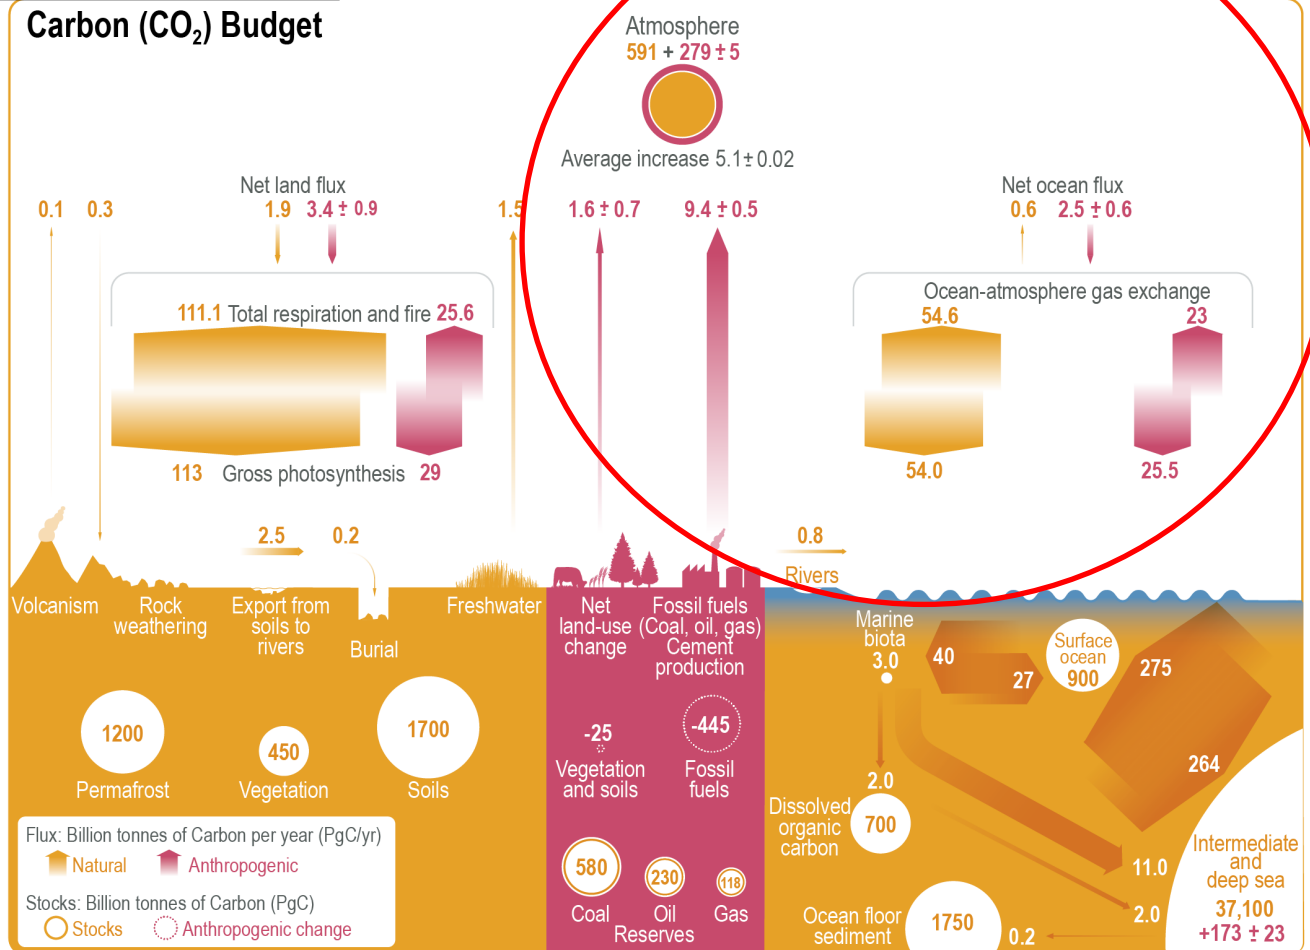 Carbon (CO₂) Budget
Atmosphere
591 + 279 ± 5
Average increase 5.1 ± 0.02
Net land flux
Net ocean flux
0.1
0.3
1.9
3.4 ± 0.9
1.5
1.6 ± 0.7
9.4 ± 0.5
0.6
2.5 ± 0.6
111.1 Total respiration and fire 25.6
Ocean-atmosphere gas exchange
54.6
23
113 Gross photosynthesis 29
54.0
25.5
2.5
0.2
0.8
Rivers
Volcanism
Rock
weathering
Export from
soils to
rivers
Burial
Freshwater
Net
land-use
change
Fossil fuels
(Coal, oil, gas)
Cement
production
Marine
biota
3.0
40
27
Surface
ocean
900
275
264
1200
Permafrost
450
Vegetation
1700
Soils
-25
Vegetation
and soils
-445
Fossil
fuels
2.0
Dissolved
organic
carbon
700
580
Coal
230
Oil
118
Gas
Reserves
11.0
2.0
Intermediate
and
deep sea
37,100
+173 ± 23
Ocean floor
sediment
1750
0.2
Flux: Billion tonnes of Carbon per year (PgC/yr)
Natural
Anthropogenic
Stocks: Billion tonnes of Carbon (PgC)
Stocks
Anthropogenic change